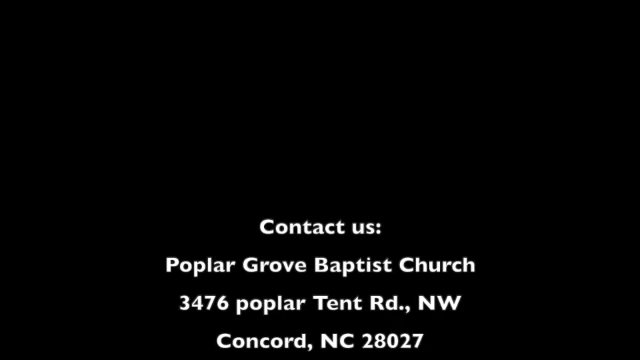 Contact us:
Poplar Grove Baptist Church
3476 poplar Tent Rd., NW
Concord, NC 28027